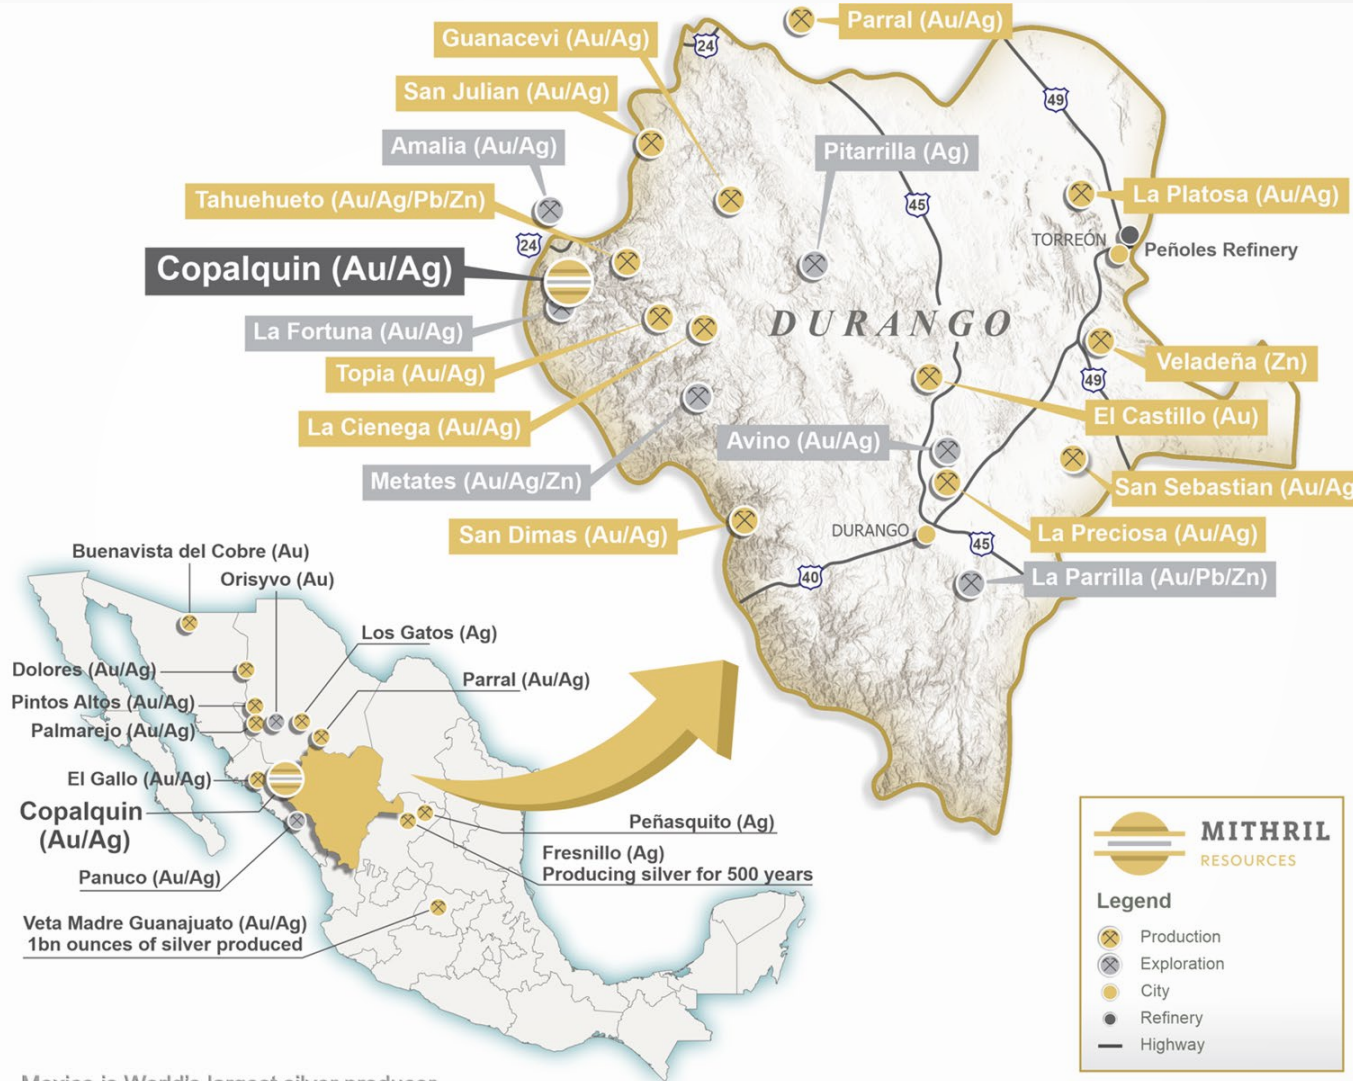 Parral (Au/Ag)
Guanacevi (Au/Ag)
24
San Julian (Au/Ag)
49
Amalia (Au/Ag)
Pitarrilla (Ag)
Tahuehueto (Au/Ag/Pb/Zn)
La Platosa (Au/Ag)
45
24
TORREÓN
Peñoles Refinery
Copalquin (Au/Ag)
La Fortuna (Au/Ag)
DURANGO
Topia (Au/Ag)
Veladeña (Zn)
49
El Castillo (Au)
La Cienega (Au/Ag)
Avino (Au/Ag)
Metates (Au/Ag/Zn)
San Sebastian (Au/Ag
San Dimas (Au/Ag)
DURANGO
La Preciosa (Au/Ag)
45
40
La Parrilla (Au/Pb/Zn)
Buenavista del Cobre (Au)
Orisyvo (Au)
Los Gatos (Ag)
Dolores (Au/Ag)
Parral (Au/Ag)
Pintos Altos (Au/Ag)
Palmarejo (Au/Ag)
El Gallo (Au/Ag)
Copalquin
(Au/Ag)
Peñasquito (Ag)
Fresnillo (Ag)
Producing silver for 500 years
Panuco (Au/Ag)
Veta Madre Guanajuato (Au/Ag)
1bn ounces of silver produced
MITHRIL
RESOURCES
Legend
Production
Exploration
City
Refinery
Highway
Mexico is World's largest silver producer